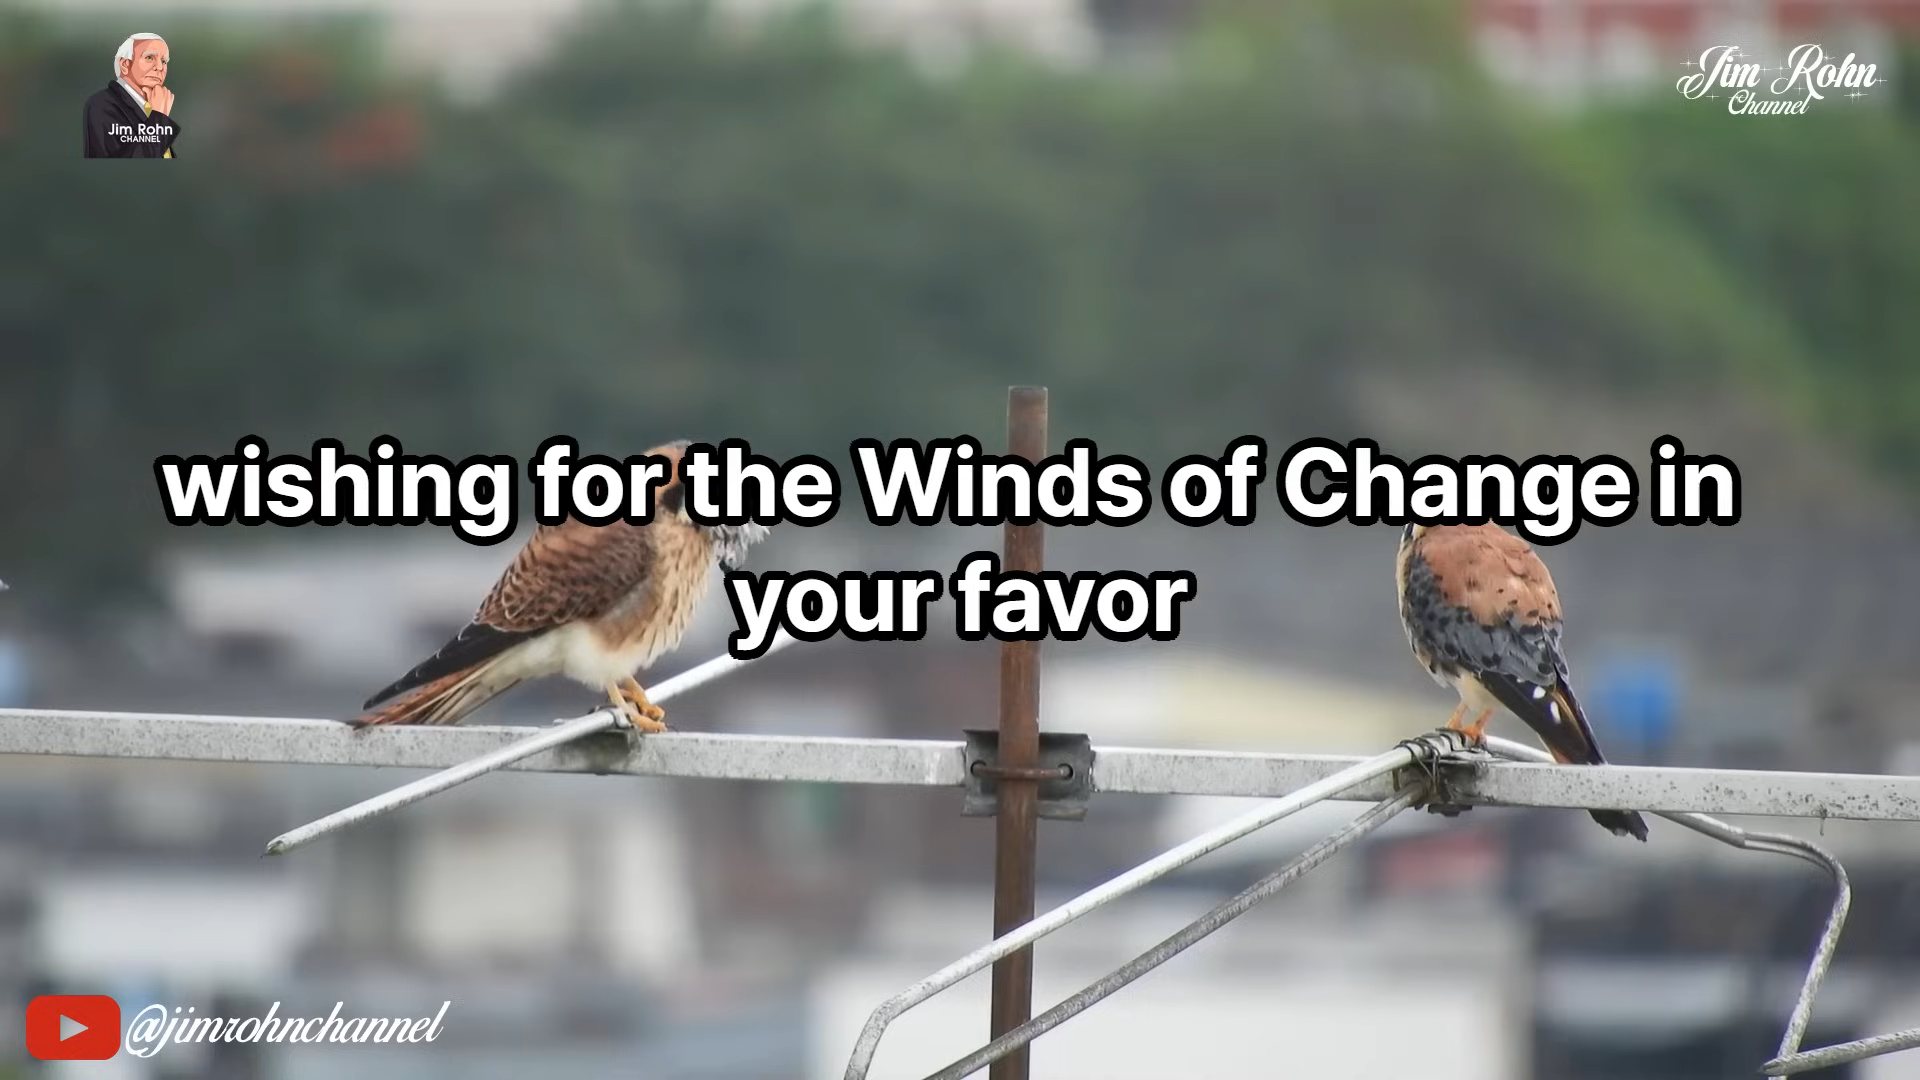 Jim Rohn
CHANNEL
Jim Rohn
Channel
wishing for the Winds of Change in
your favor
@jimrohnchannel